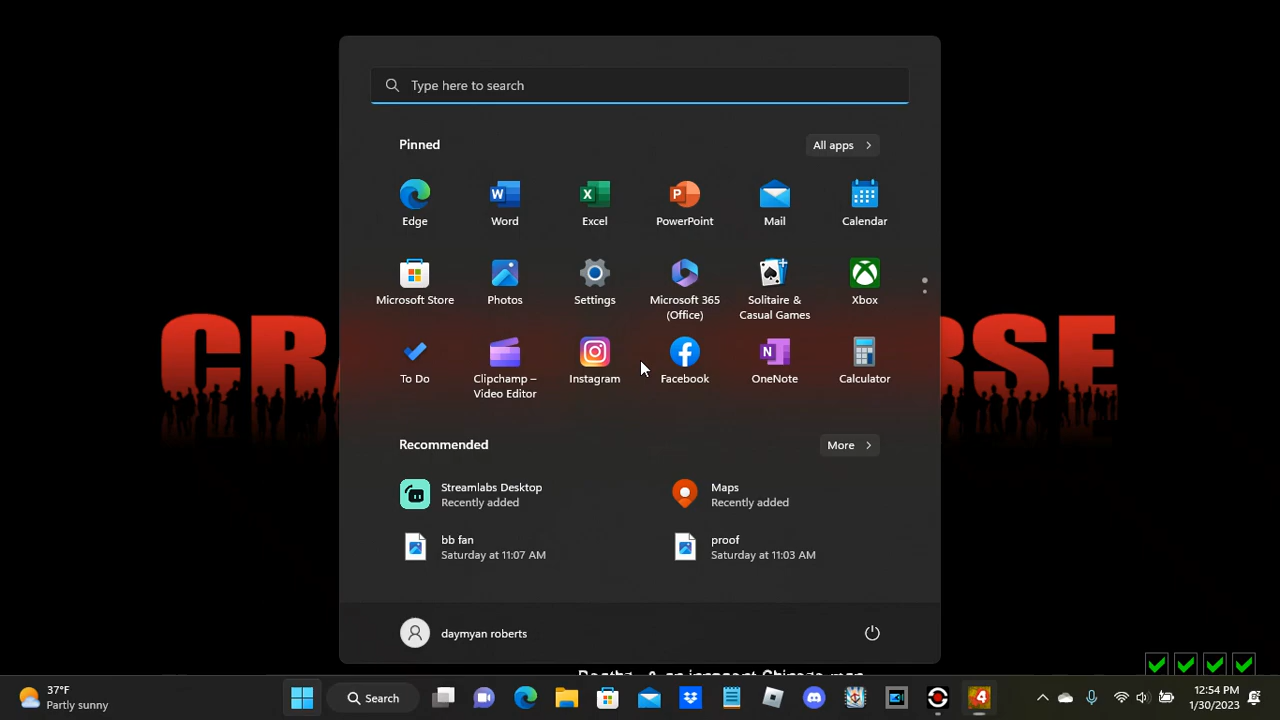 Type here to search
Pinned
All apps
Edge
Word
Excel
PowerPoint
Mail
Calendar
Microsoft Store
Photos
Settings
Microsoft 365
(Office)
Solitaire &
Casual Games
Xbox
To Do
Clipchamp –
Video Editor
Instagram
Facebook
OneNote
Calculator
CRA
RSE
Recommended
More
Streamlabs Desktop
Recently added
Maps
Recently added
bb fan
Saturday at 11:07 AM
proof
Saturday at 11:03 AM
daymyan roberts
37°F
Partly sunny
Search
4
12:54 PM
1/30/2023